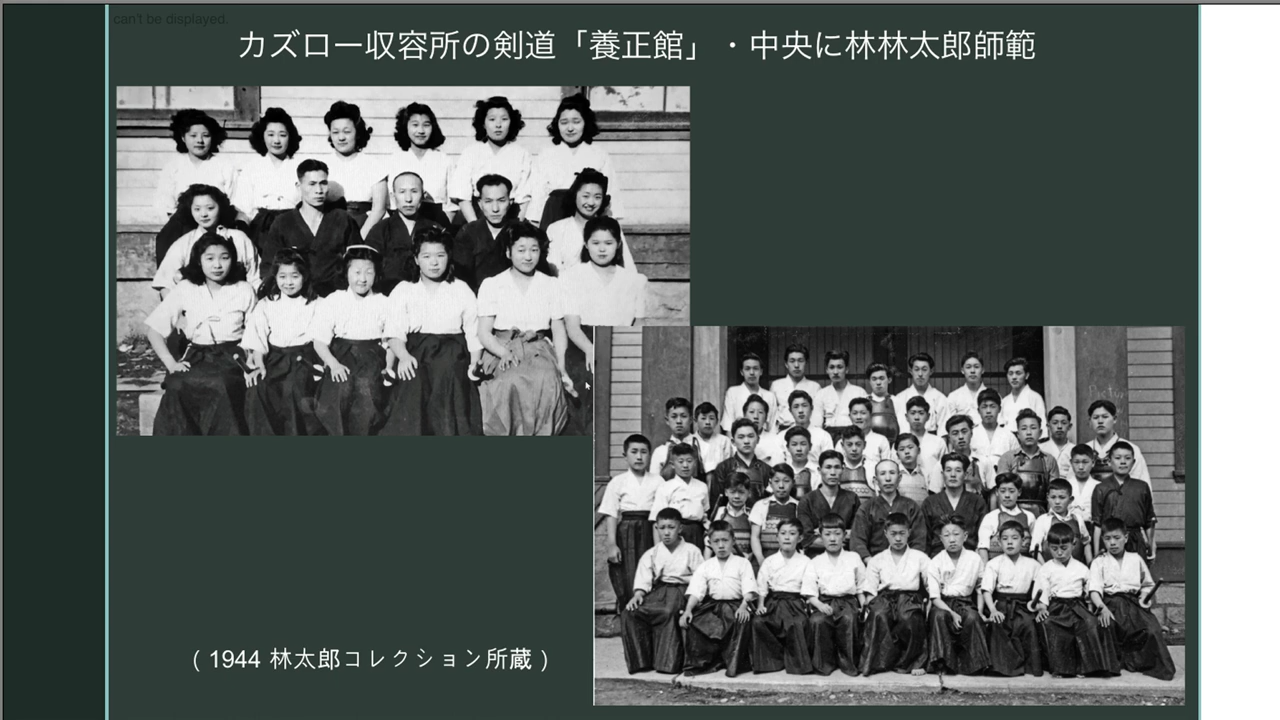 can't be displayed.
カズロー収容所の剣道「養正館」・中央に林林太郎師範
( 1944 林太郎コレクション所蔵 )